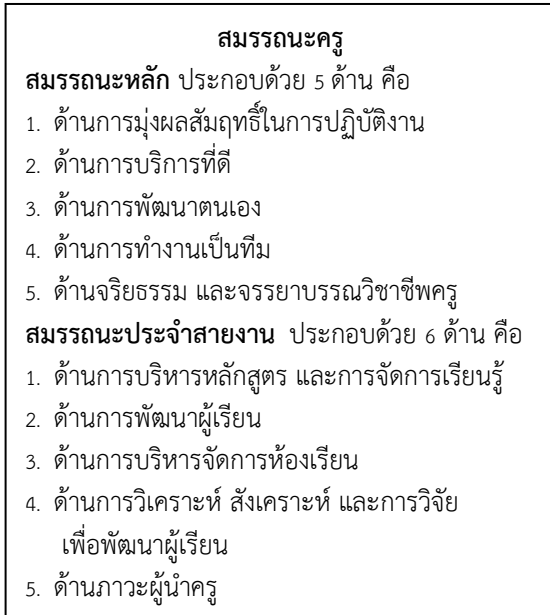 สมรรถนะครู
สมรรถนะหลัก ประกอบด้วย 5 ด้าน คือ
1. ด้านการมุ่งผลสัมฤทธิ์ในการปฏิบัติงาน
2. ด้านการบริการที่ดี
3. ด้านการพัฒนาตนเอง
4. ด้านการทำงานเป็นทีม
5. ด้านจริยธรรม และจรรยาบรรณวิชาชีพครู
สมรรถนะประจำสายงาน ประกอบด้วย 6 ด้าน คือ
1. ด้านการบริหารหลักสูตร และการจัดการเรียนรู้
2. ด้านการพัฒนาผู้เรียน
3. ด้านการบริหารจัดการห้องเรียน
4. ด้านการวิเคราะห์ สังเคราะห์ และการวิจัย
เพื่อพัฒนาผู้เรียน
5. ด้านภาวะผู้นำครู